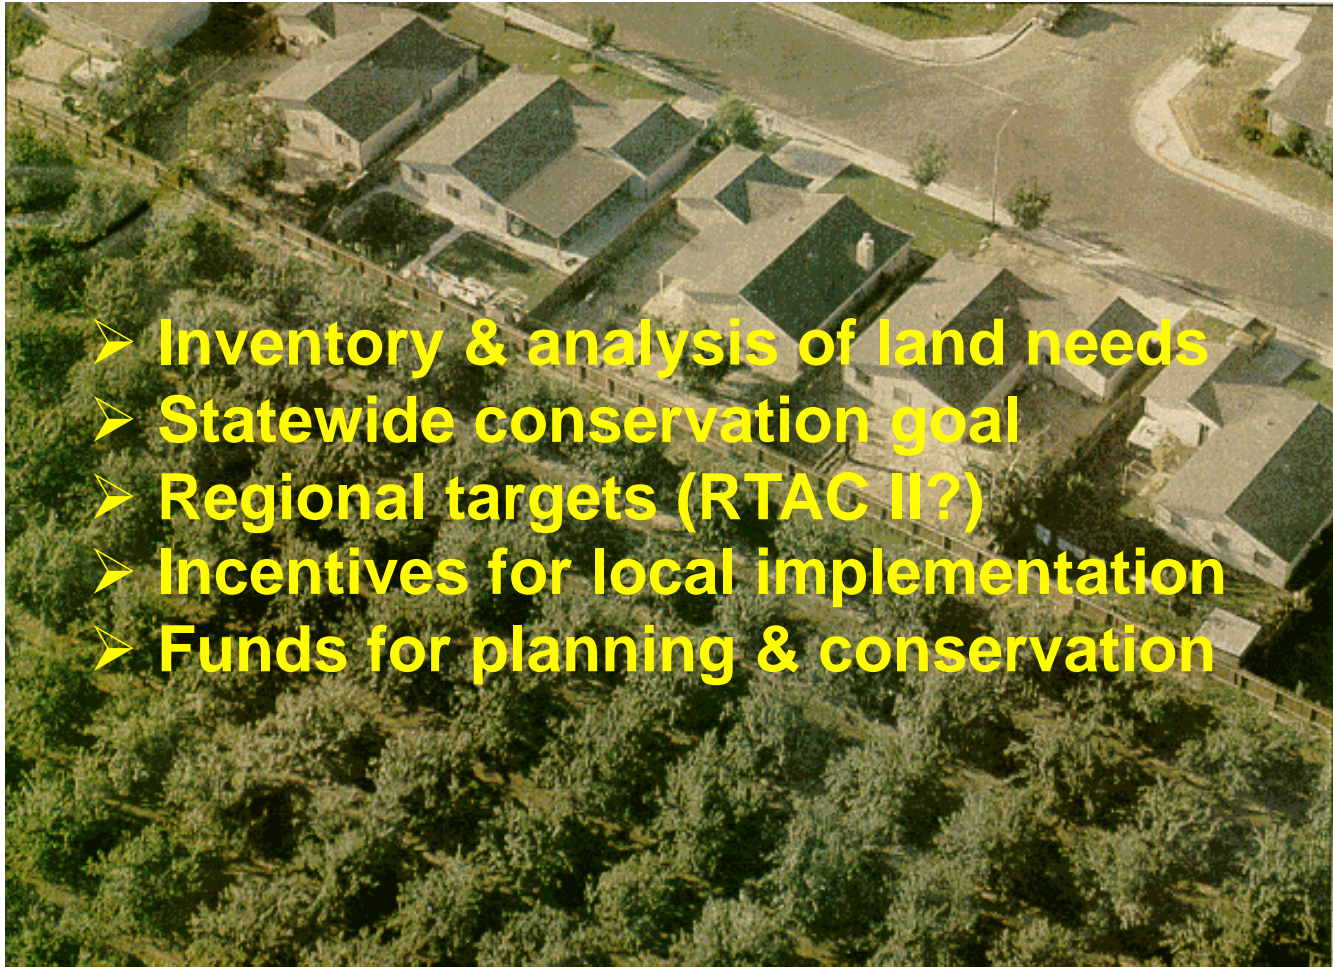 ➢ Inventory & analysis of land needs
➢ Statewide conservation goal
➢ Regional targets (RTAC II?)
➢ Incentives for local implementation
➢ Funds for planning & conservation